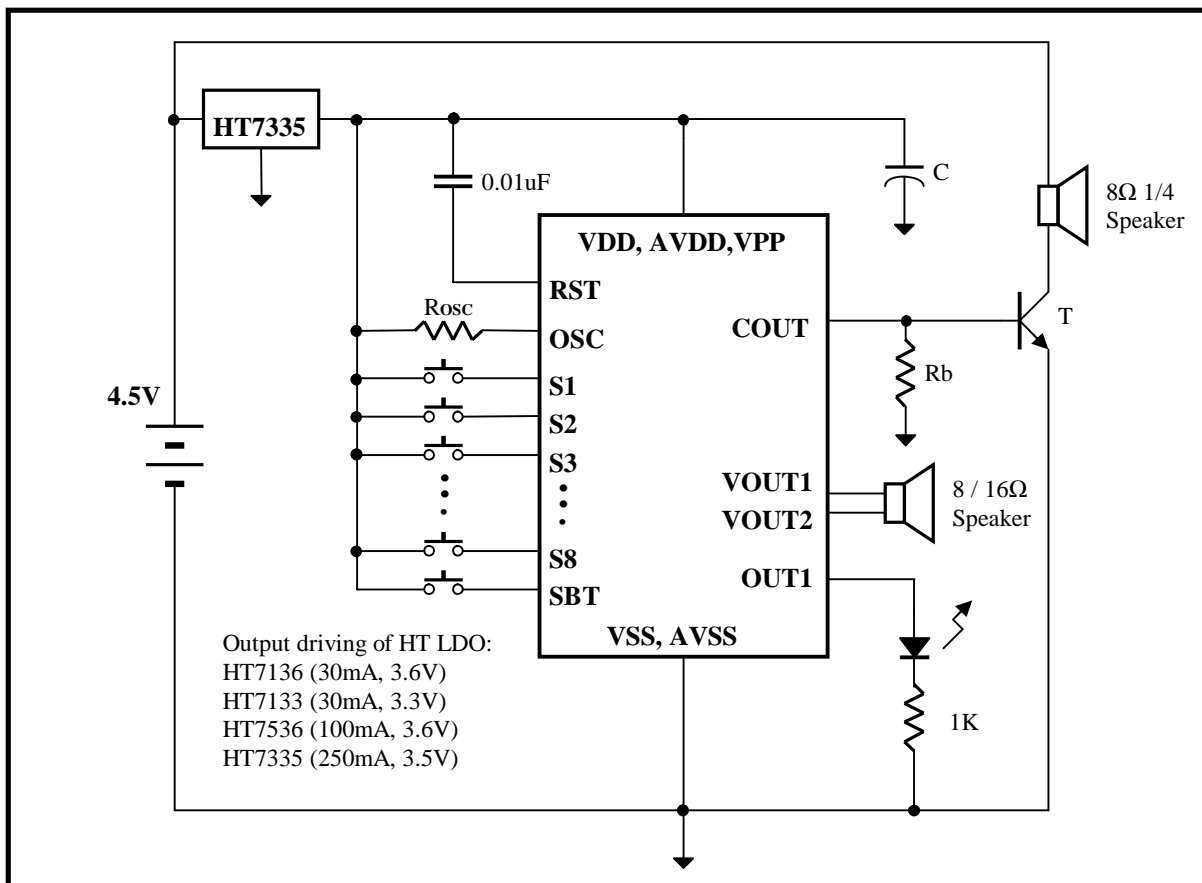 HT7335
0.01uF
C
8Ω 1/4
Speaker
VDD, AVDD,VPP
RST
Rosc
OSC
COUT
T
S1
Rb
4.5V
S2
S3
VOUT1
VOUT2
8 / 16Ω
Speaker
S8
OUT1
SBT
VSS, AVSS
Output driving of HT LDO:
HT7136 (30mA, 3.6V)
HT7133 (30mA, 3.3V)
HT7536 (100mA, 3.6V)
HT7335 (250mA, 3.5V)
1K